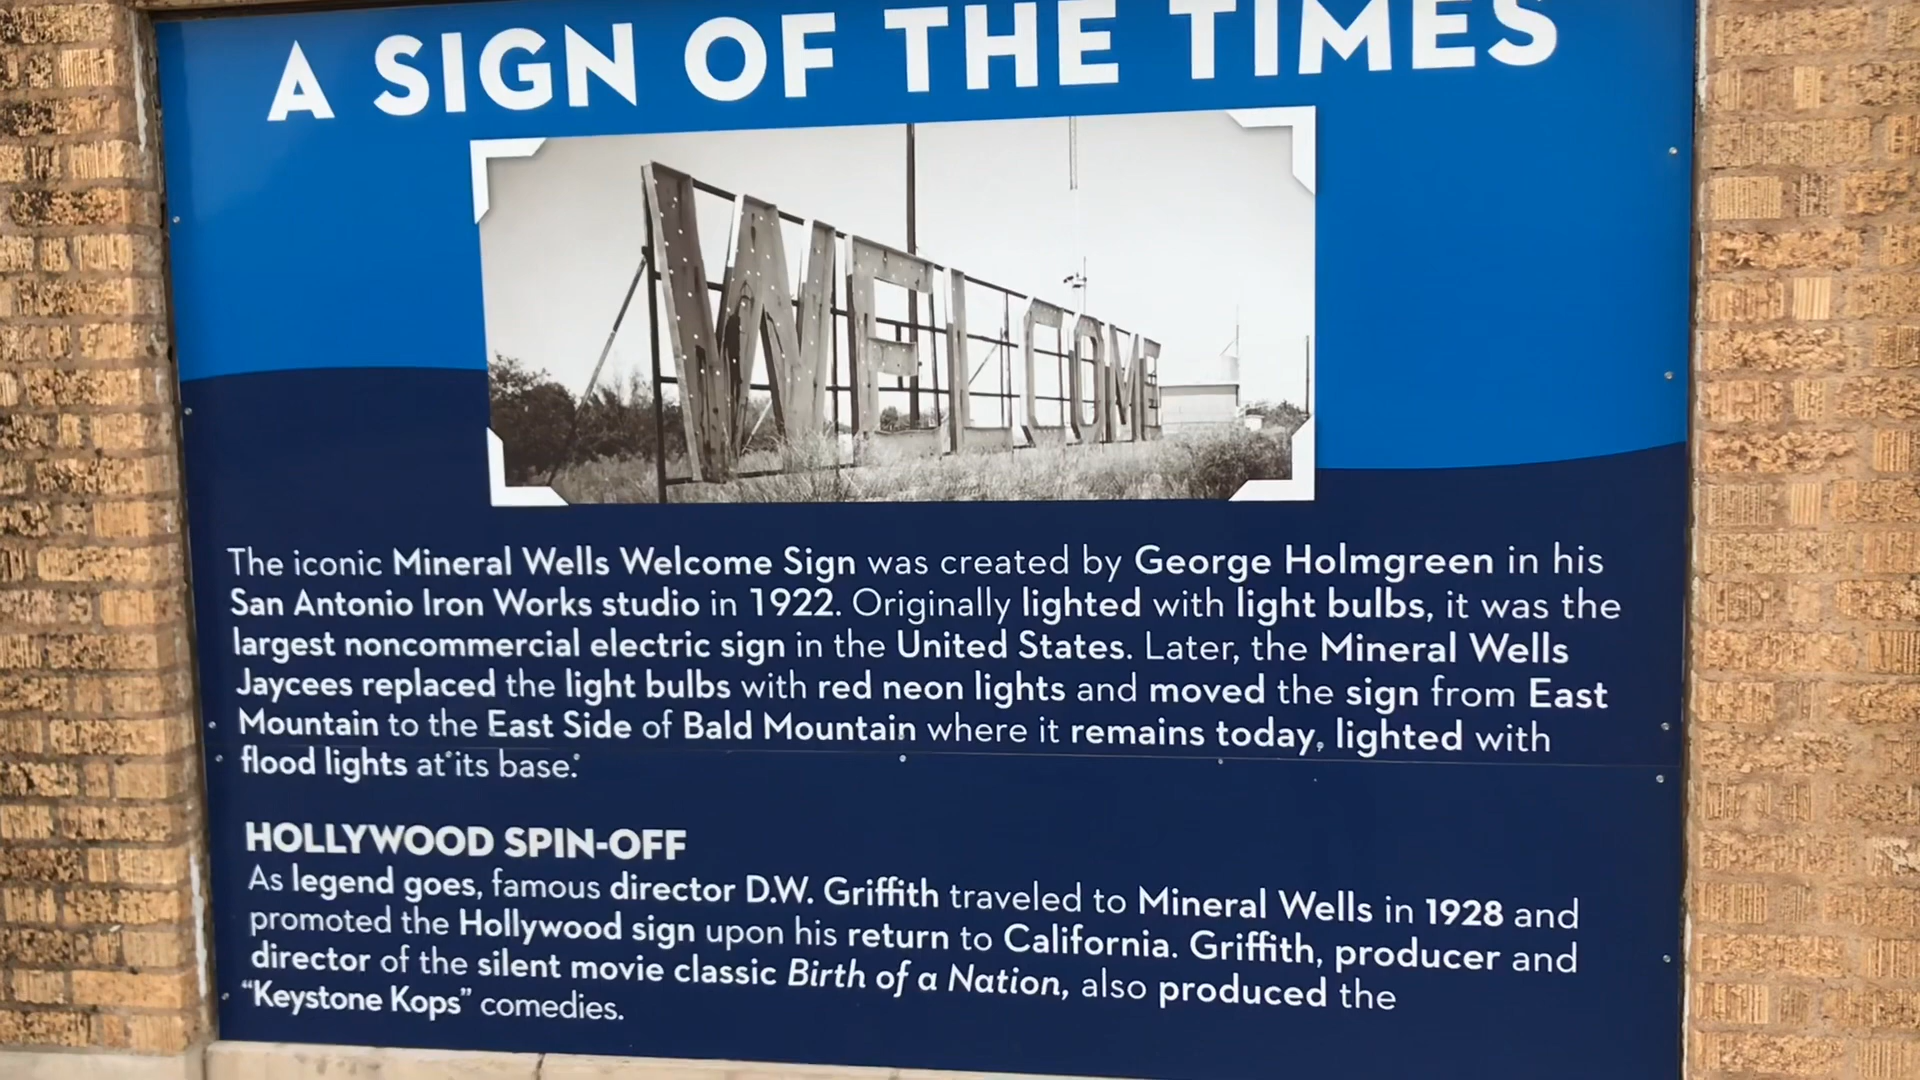 A SIGN OF THE TIMES
WELCOME
The iconic Mineral Wells Welcome Sign was created by George Holmgreen in his
San Antonio Iron Works studio in 1922. Originally lighted with light bulbs, it was the
largest noncommercial electric sign in the United States. Later, the Mineral Wells
Jaycees replaced the light bulbs with red neon lights and moved the sign from East
Mountain to the East Side of Bald Mountain where it remains today, lighted with
flood lights at its base.
HOLLYWOOD SPIN-OFF
As legend goes, famous director D.W. Griffith traveled to Mineral Wells in 1928 and
promoted the Hollywood sign upon his return to California. Griffith, producer and
director of the silent movie classic Birth of a Nation, also produced the
“Keystone Kops” comedies.